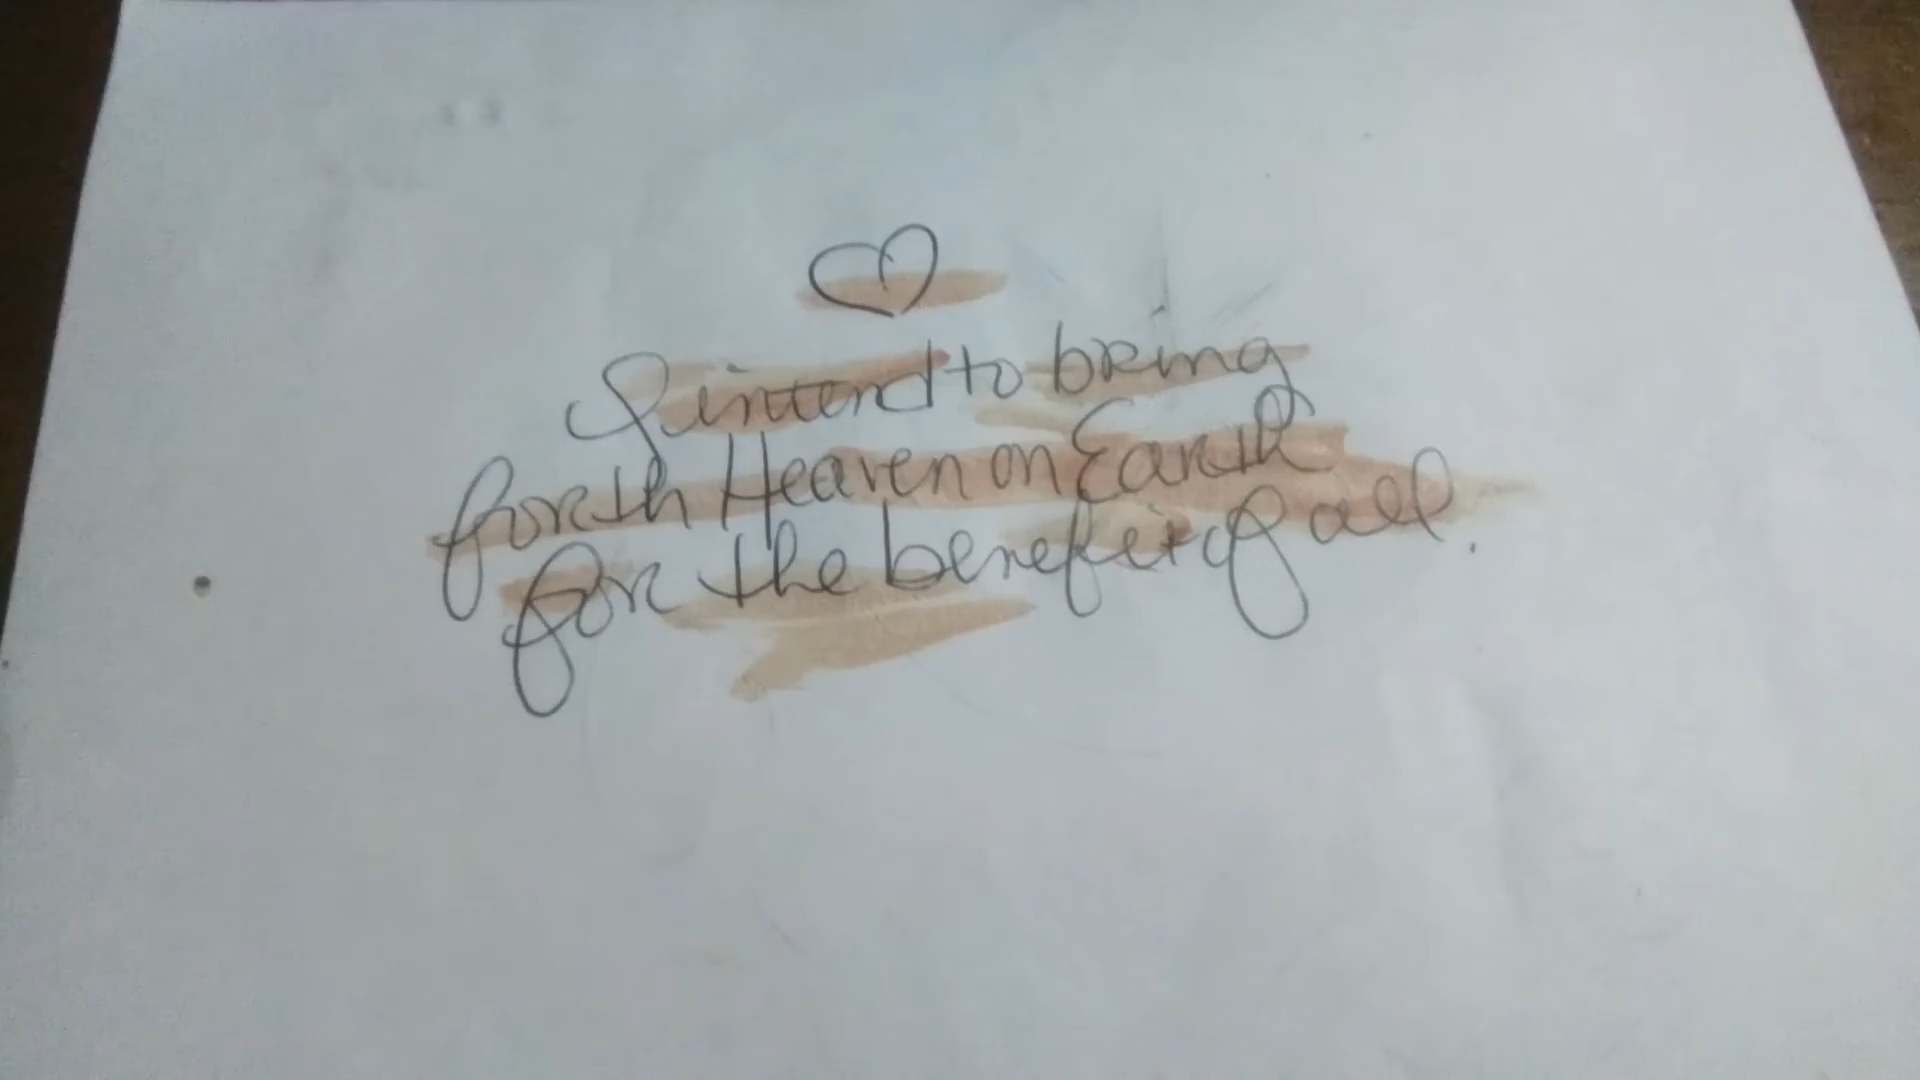 I intend to bring
forth Heaven on Earth
for the benefit of all.